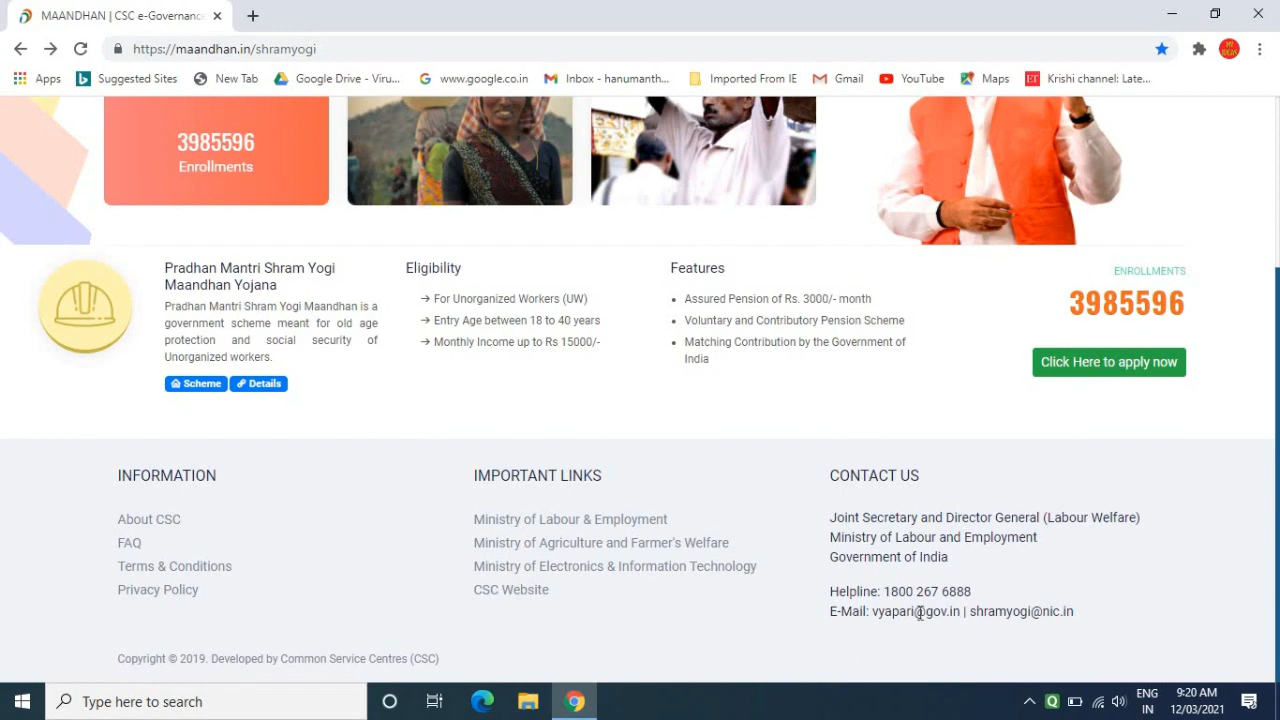 MAANDHAN | CSC e-Governance
https://maandhan.in/shramyogi
Apps
Suggested Sites
New Tab
Google Drive - Viru...
www.google.co.in
Inbox - hanumanth...
Imported From IE
Gmail
YouTube
Maps
Krishi channel: Late...
3985596
Enrollments
Pradhan Mantri Shram Yogi
Maandhan Yojana
Pradhan Mantri Shram Yogi Maandhan is a
government scheme meant for old age
protection and social security of
Unorganized workers.
Scheme
Details
Eligibility
→ For Unorganized Workers (UW)
→ Entry Age between 18 to 40 years
→ Monthly Income up to Rs 15000/-
Features
• Assured Pension of Rs. 3000/- month
• Voluntary and Contributory Pension Scheme
• Matching Contribution by the Government of
India
ENROLLMENTS
3985596
Click Here to apply now
INFORMATION
About CSC
FAQ
Terms & Conditions
Privacy Policy
IMPORTANT LINKS
Ministry of Labour & Employment
Ministry of Agriculture and Farmer's Welfare
Ministry of Electronics & Information Technology
CSC Website
CONTACT US
Joint Secretary and Director General (Labour Welfare)
Ministry of Labour and Employment
Government of India
Helpline: 1800 267 6888
E-Mail: vyapari@gov.in | shramyogi@nic.in
Copyright © 2019. Developed by Common Service Centres (CSC)
Type here to search
ENG
IN
9:20 AM
12/03/2021